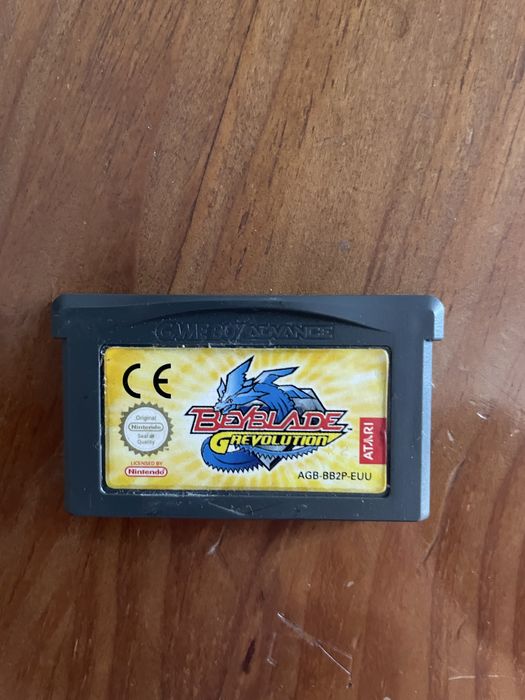 GAME BOY ADVANCE
CE
Original
Nintendo
Seal of
Quality
LICENSED BY
Nintendo
BEYBLADE
GREVOLUTION
ATARI
AGB-BB2P-EUU